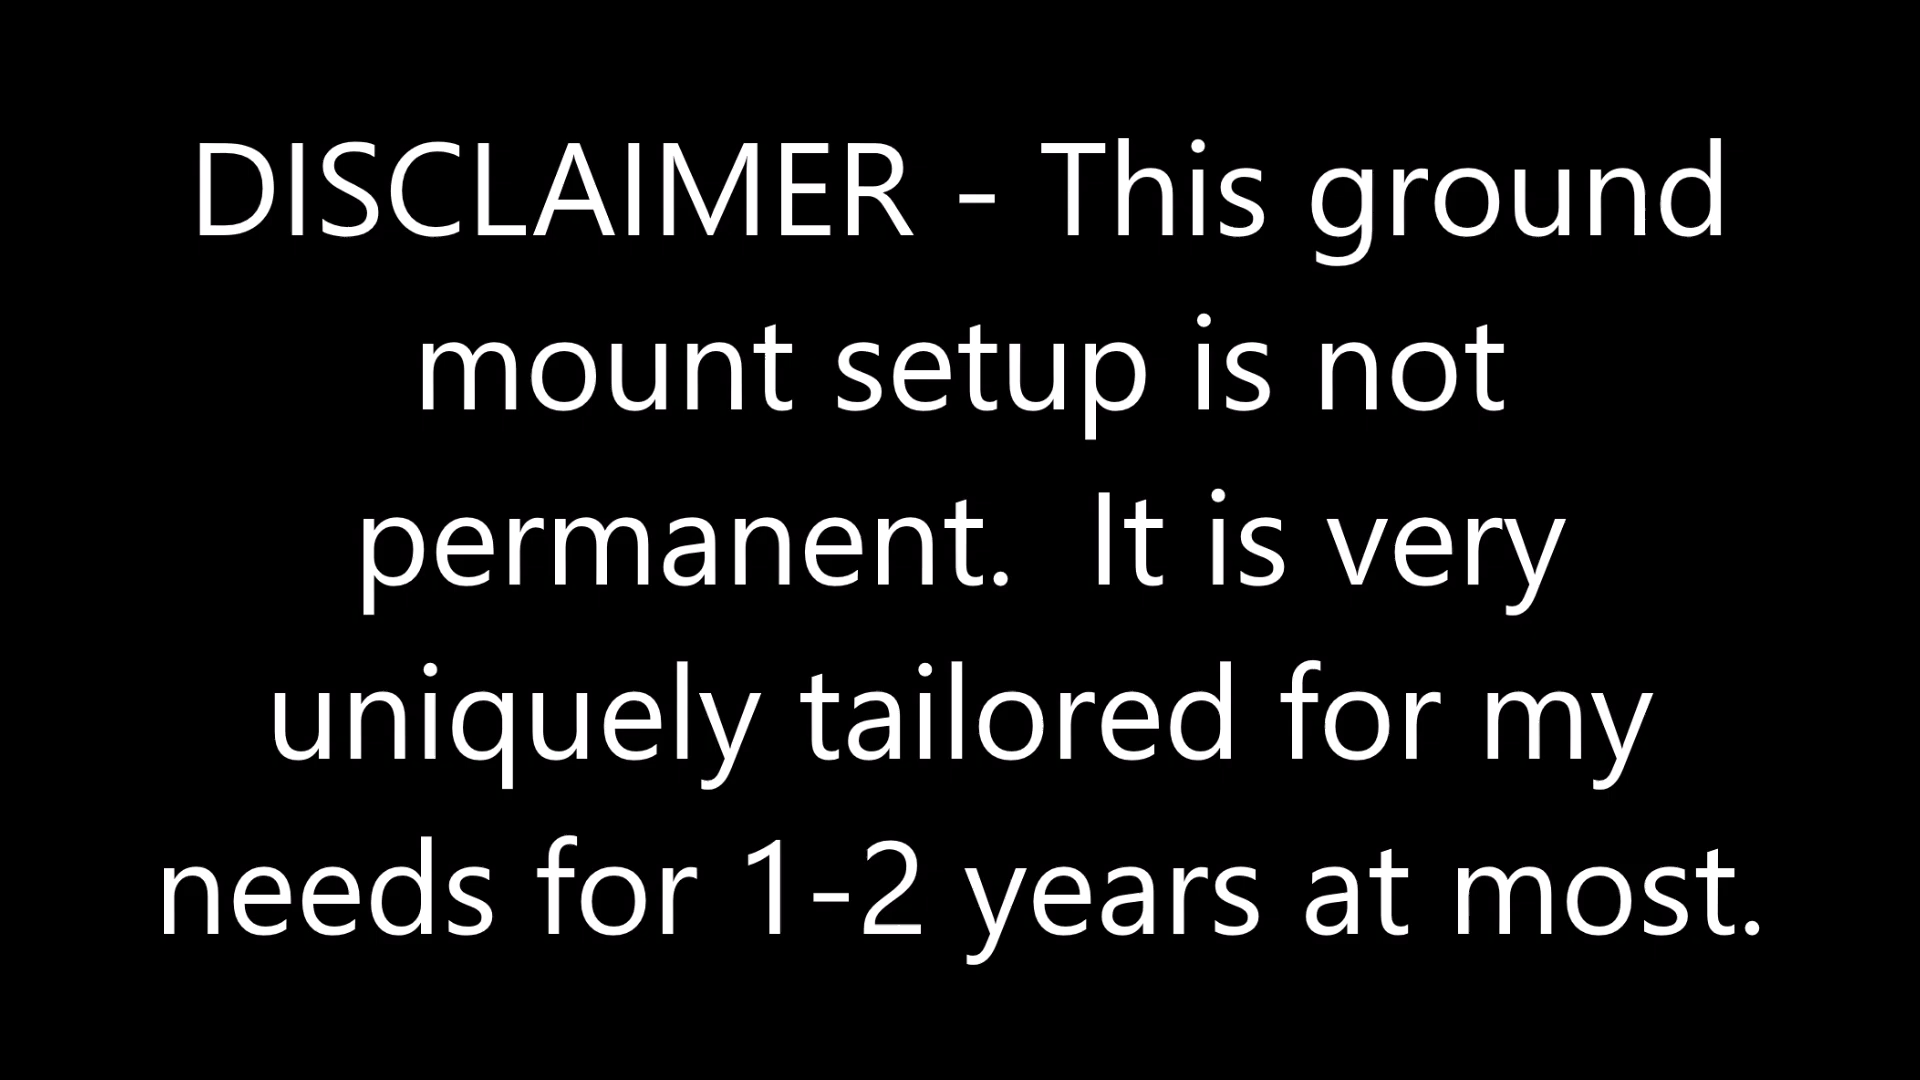 DISCLAIMER - This ground
mount setup is not
permanent.  It is very
uniquely tailored for my
needs for 1-2 years at most.